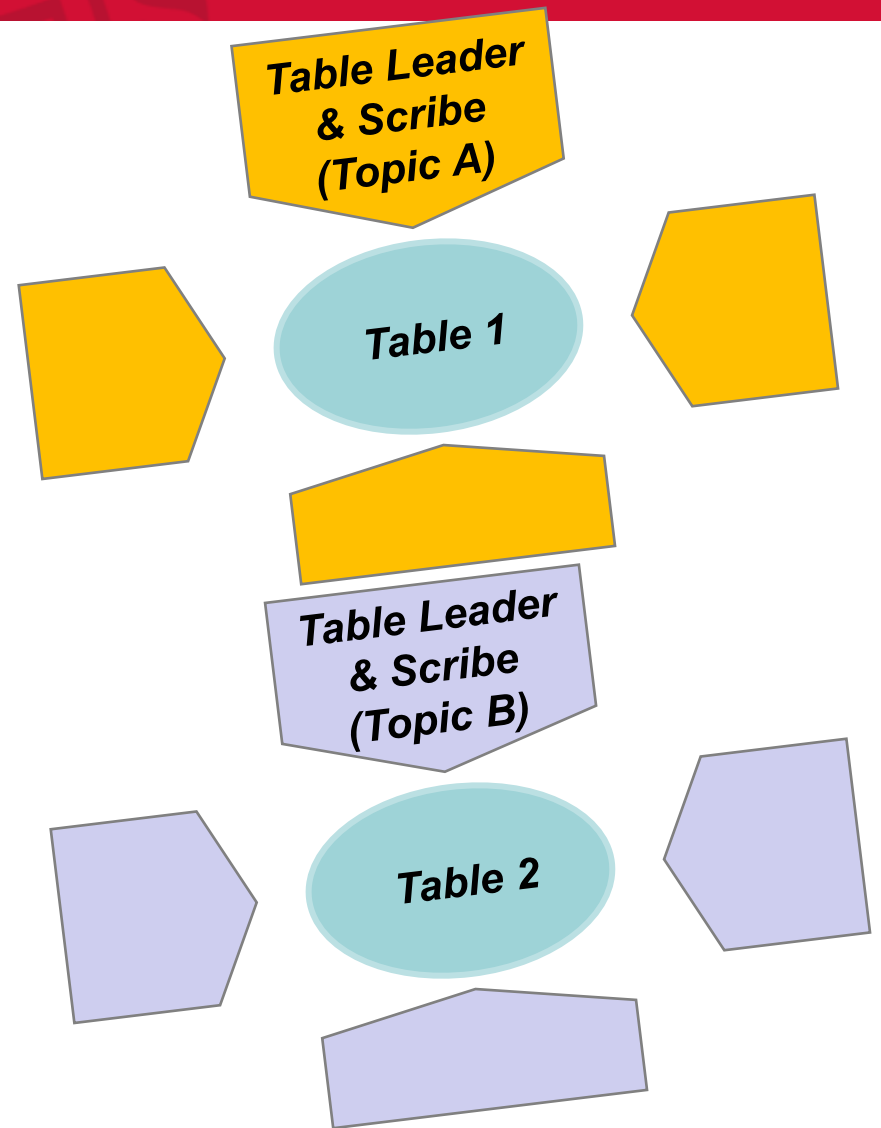 Table Leader
& Scribe
(Topic A)
Table 1
Table Leader
& Scribe
(Topic B)
Table 2